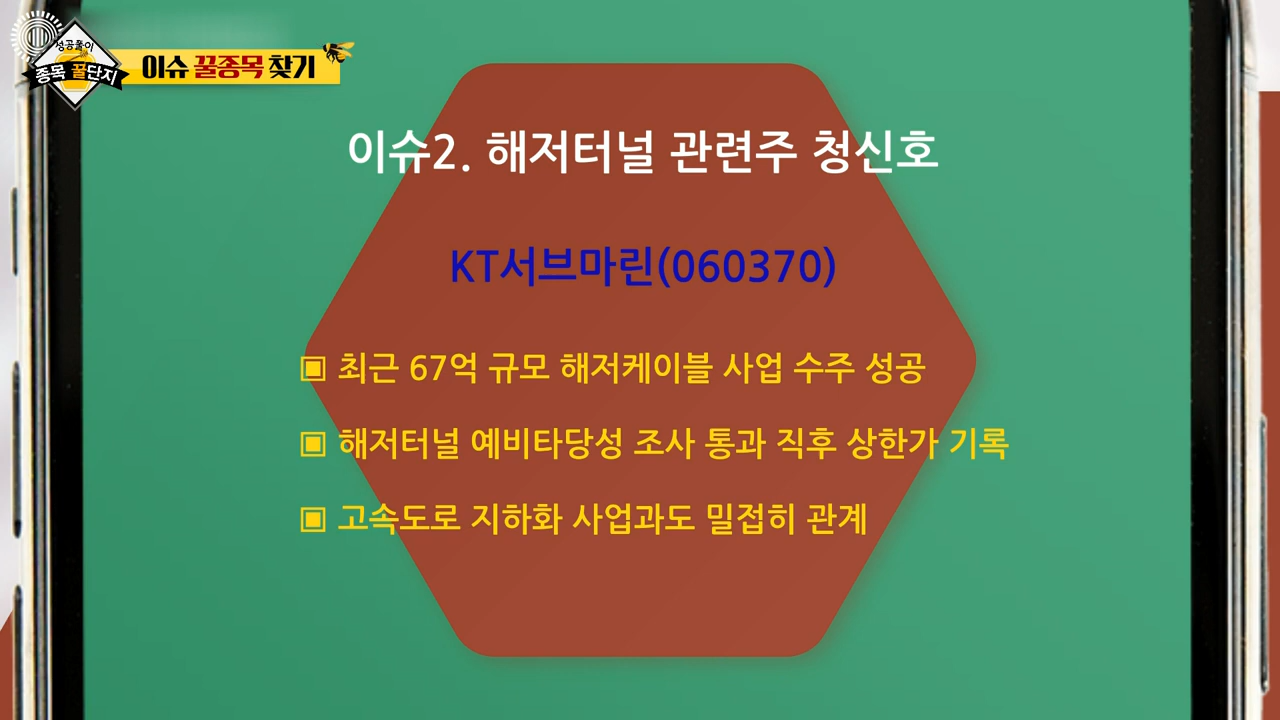 성공풀이
종목 꿀단지
이슈 꿀종목 찾기
이슈2. 해저터널 관련주 청신호
KT서브마린(060370)
▣ 최근 67억 규모 해저케이블 사업 수주 성공
▣ 해저터널 예비타당성 조사 통과 직후 상한가 기록
▣ 고속도로 지하화 사업과도 밀접히 관계